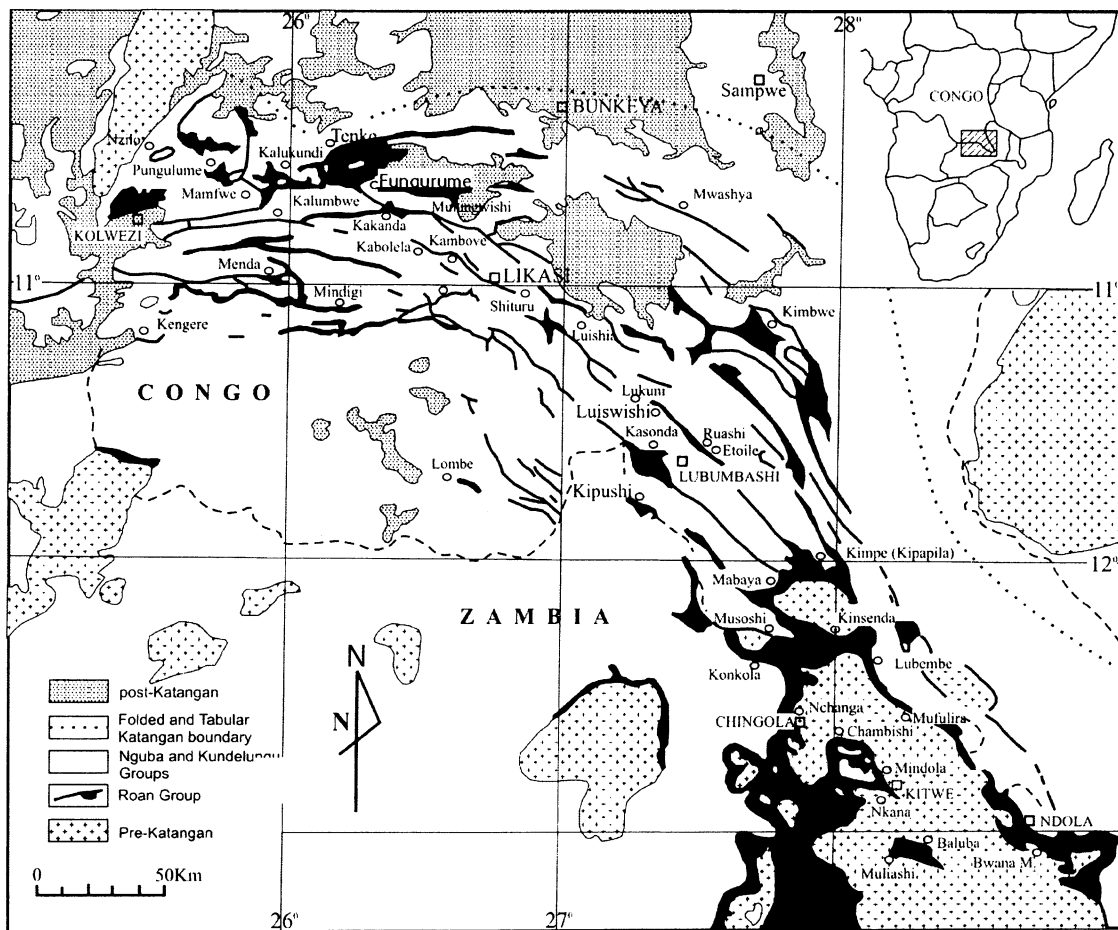 26°
28
Sampwe
CONGO
BUNKEYA
Tenke
Nzilo
Kalukundi
Pungulume
Fungurume
Mamfwe
Mulungwishi
Mwashya
Kalumbwe
Kakanda
KOLWEZI
Kabolela
Kambove
Menda
LIKASI
11°
11°
Mindigi
Shituru
Kengere
Luishia
Kimbwe
CONGO
Lukuni
Luiswishi
Kasonda
Ruashi
Etoile
LUBUMBASHI
Lombe
Kipushi
Kimpe (Kipapila)
12°
Mabaya
ZAMBIA
Musoshi
Kinsenda
N
Konkola
Lubembe
post-Katangan
Nchanga
N
CHINGOLA
Mufulira
Folded and Tabular
Katangan boundary
Chambishi
Nguba and Kundelungu
Groups
Mindola
Roan Group
KITWE
Nkana
Pre-Katangan
NDOLA
Baluba
Bwana M.
Muliashi
0
50Km
26°
27°